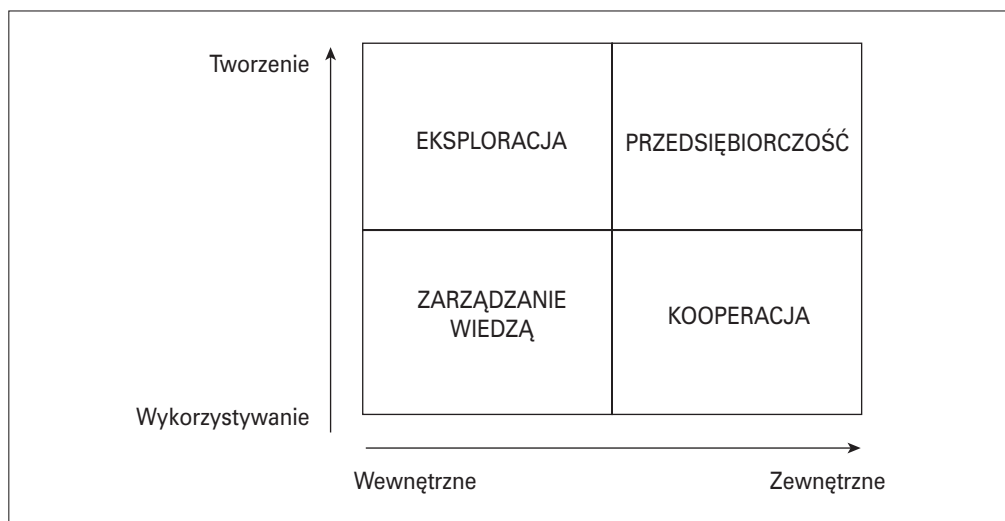 Tworzenie
EKSPLORACJA
PRZEDSIĘBIORCZOŚĆ
ZARZĄDZANIE
WIEDZĄ
KOOPERACJA
Wykorzystywanie
Wewnętrzne
Zewnętrzne